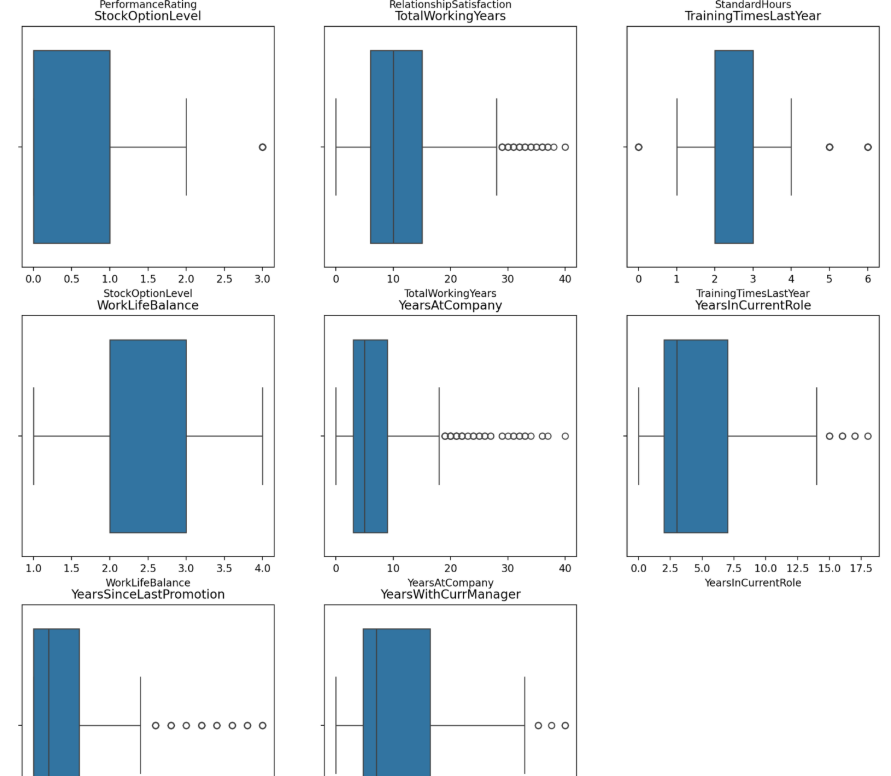 PerformanceRating
RelationshipSatisfaction
StandardHours
StockOptionLevel
TotalWorkingYears
TrainingTimesLastYear
0.0 0.5 1.0 1.5 2.0 2.5 3.0
0 10 20 30 40
0 1 2 3 4 5 6
StockOptionLevel
TotalWorkingYears
TrainingTimesLastYear
WorkLifeBalance
YearsAtCompany
YearsInCurrentRole
1.0 1.5 2.0 2.5 3.0 3.5 4.0
0 10 20 30 40
0.0 2.5 5.0 7.5 10.0 12.5 15.0 17.5
WorkLifeBalance
YearsAtCompany
YearsInCurrentRole
YearsSinceLastPromotion
YearsWithCurrManager